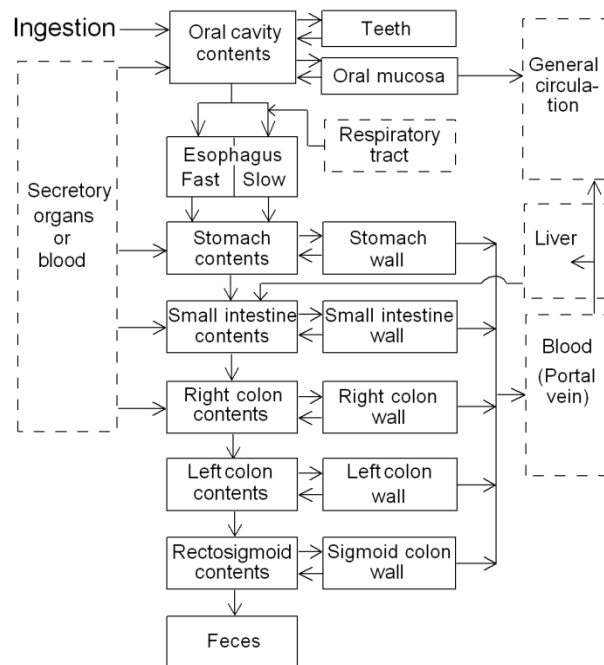 Ingestion
Oral cavity
contents
Teeth
Oral mucosa
General
circula-
tion
Respiratory
tract
Esophagus
Fast
Slow
Secretory
organs
or
blood
Stomach
contents
Stomach
wall
Liver
Small intestine
contents
Small intestine
wall
Blood
(Portal
vein)
Right colon
contents
Right colon
wall
Left colon
contents
Left colon
wall
Rectosigmoid
contents
Sigmoid colon
wall
Feces